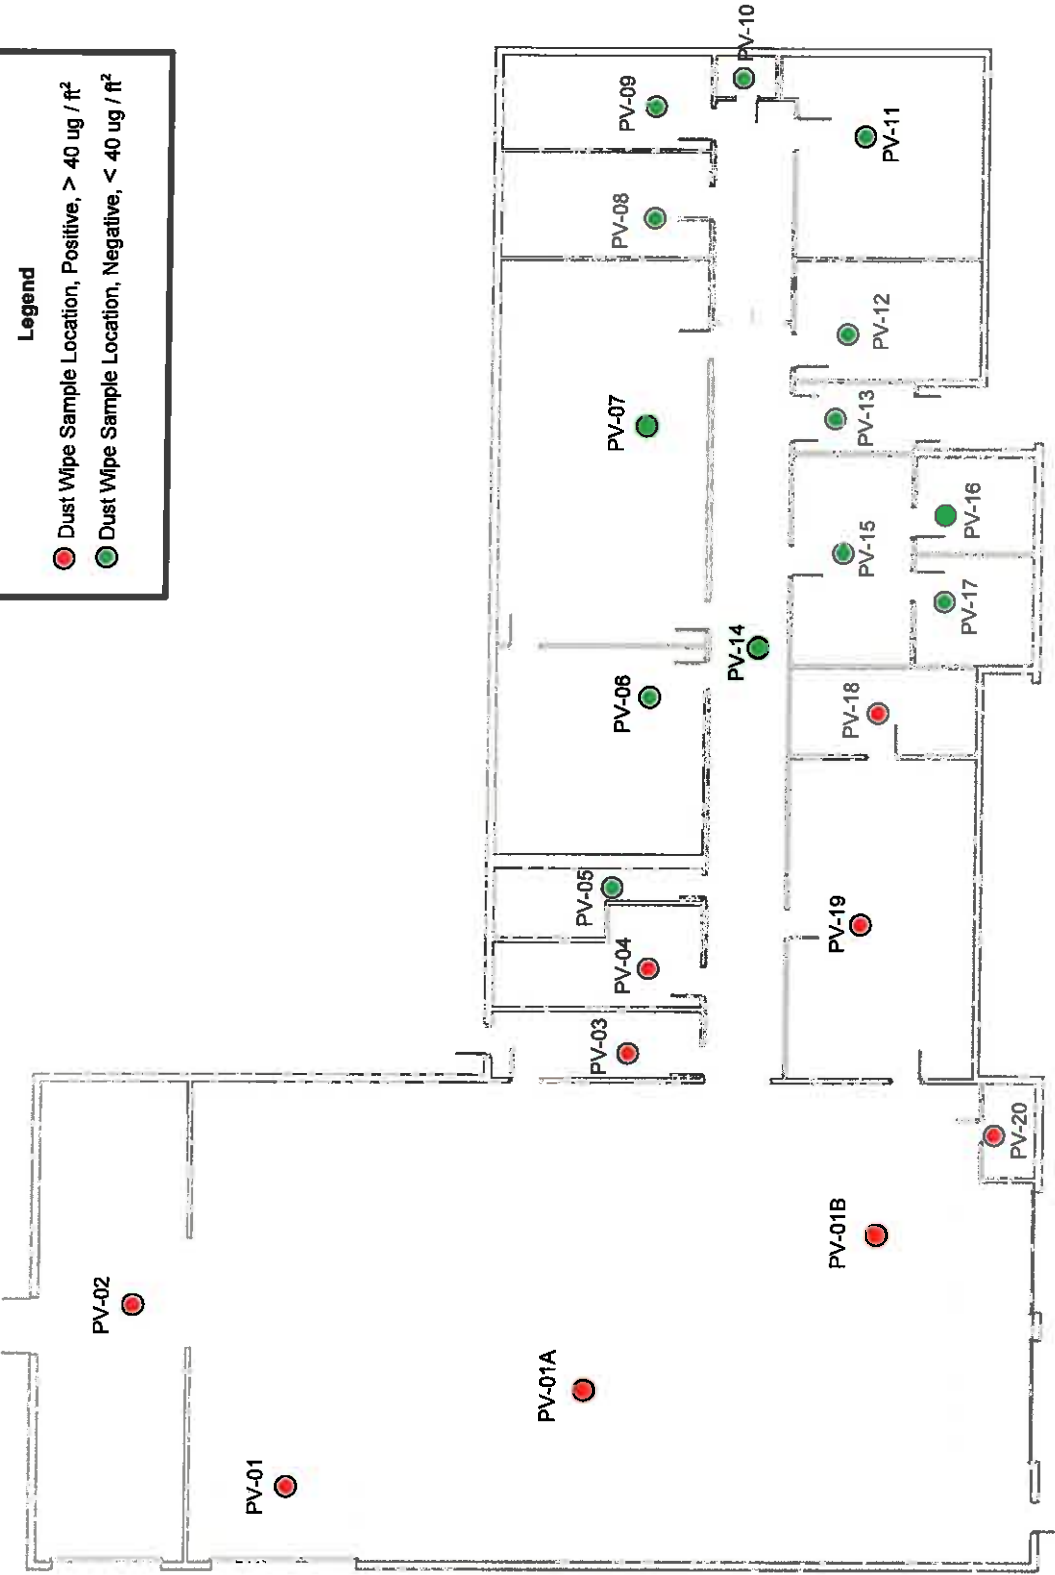 Legend
Dust Wipe Sample Location, Positive, > 40 ug / ft²
Dust Wipe Sample Location, Negative, < 40 ug / ft²
PV-10
PV-09
PV-11
PV-08
PV-12
PV-07
PV-13
PV-16
PV-15
PV-17
PV-14
PV-06
PV-18
PV-05
PV-19
PV-04
PV-03
PV-20
PV-01B
PV-02
PV-01A
PV-01